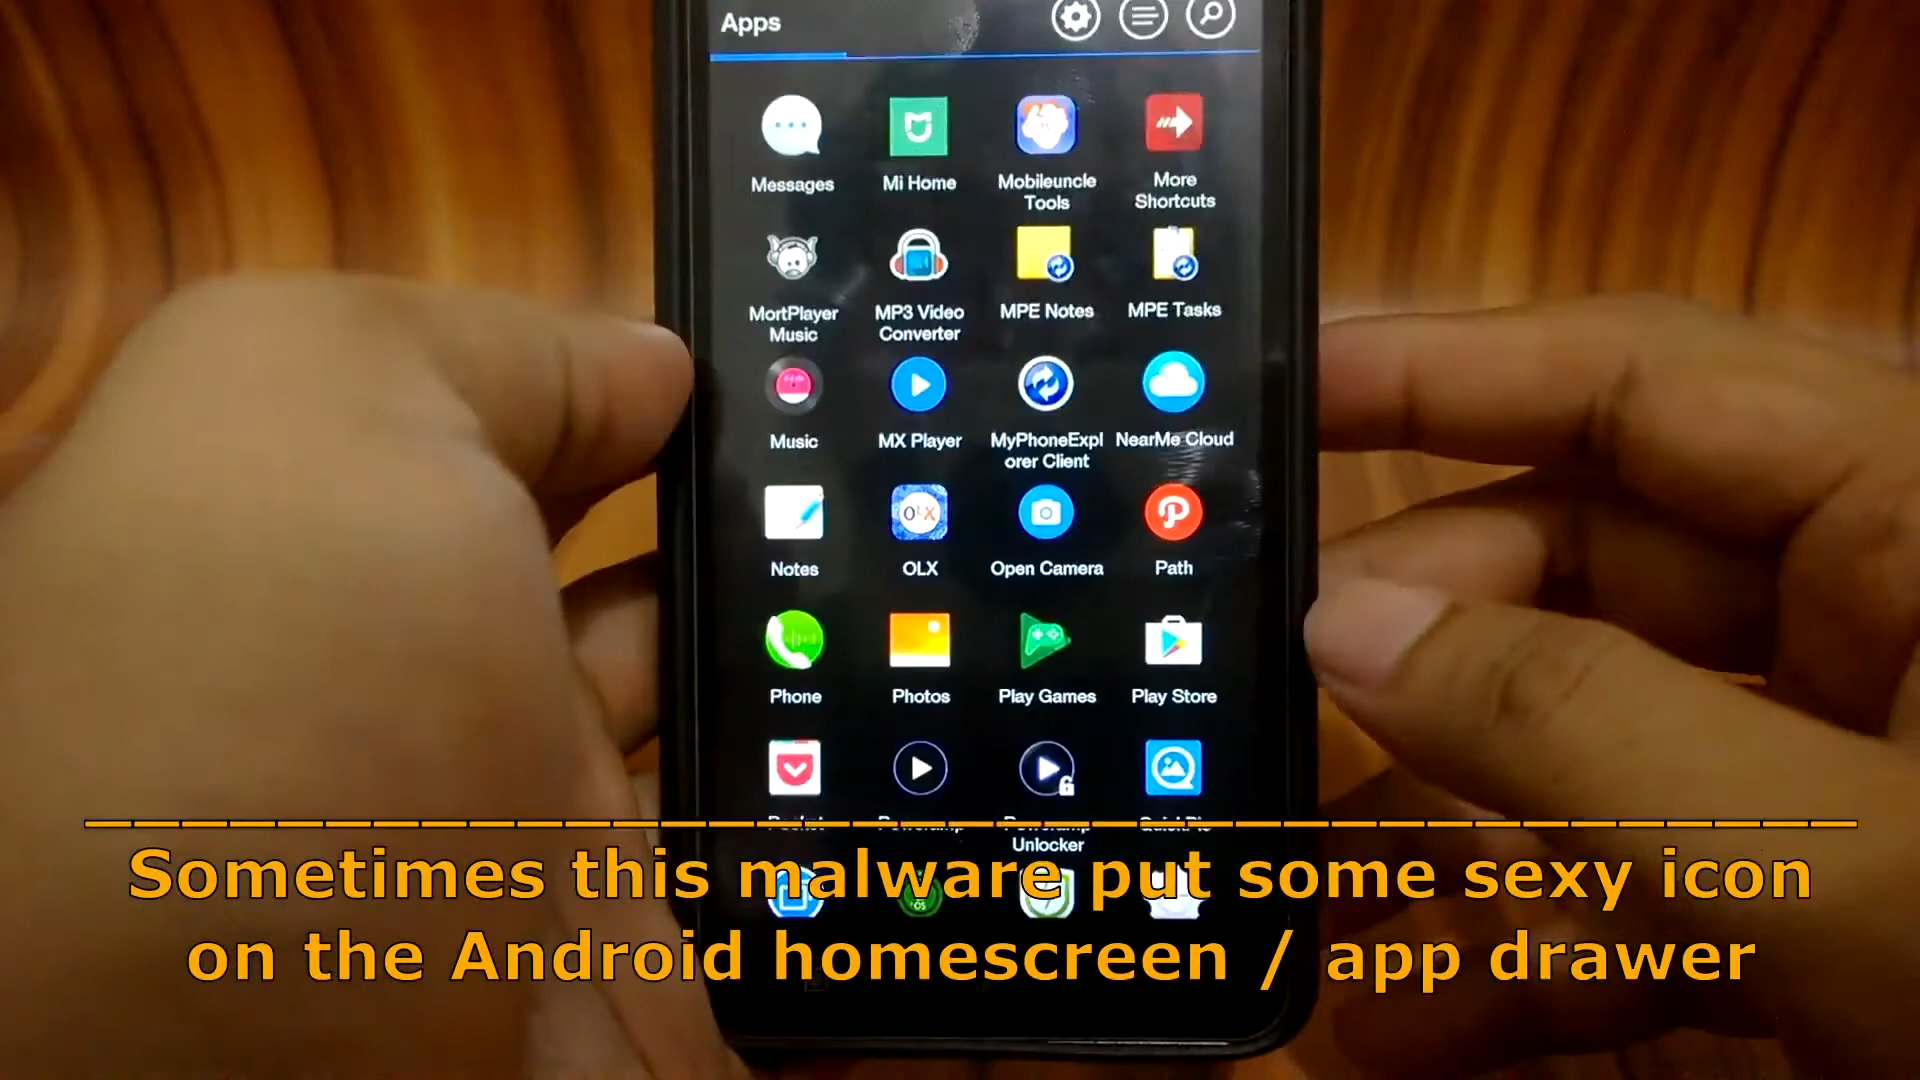 Apps
Messages
Mi Home
Mobileuncle
Tools
More
Shortcuts
MortPlayer
Music
MP3 Video
Converter
MPE Notes
MPE Tasks
Music
MX Player
MyPhoneExpl
orer Client
NearMe Cloud
Notes
OLX
OLX
Open Camera
Path
Phone
Photos
Play Games
Play Store
Unlocker
Sometimes this malware put some sexy icon
on the Android homescreen / app drawer